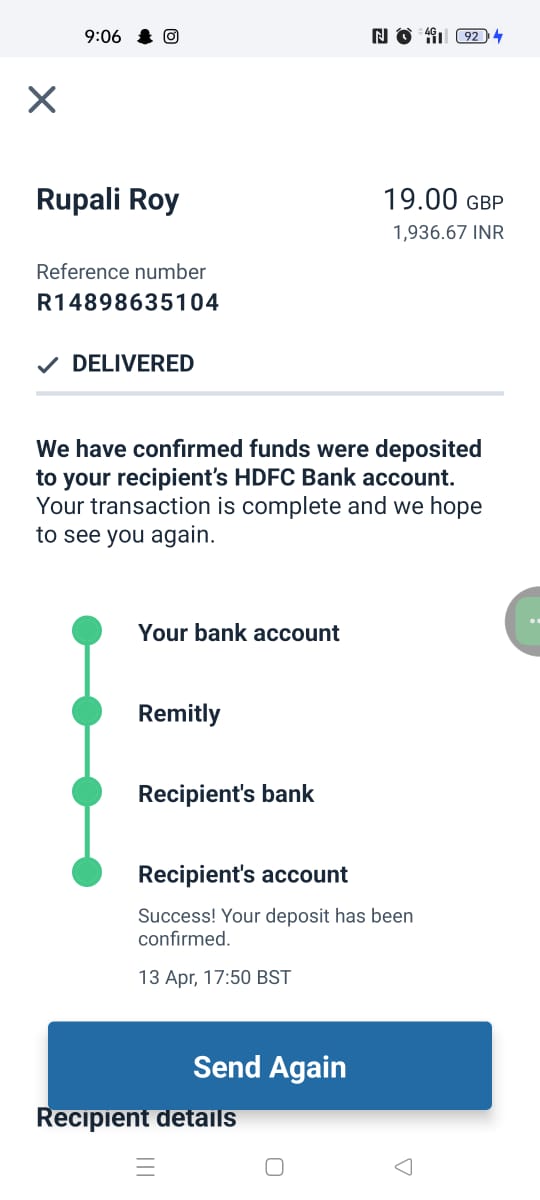 9:06
4G
92
Rupali Roy
19.00 GBP
1,936.67 INR
Reference number
R14898635104
DELIVERED
We have confirmed funds were deposited
to your recipient's HDFC Bank account.
Your transaction is complete and we hope
to see you again.
Your bank account
Remitly
Recipient's bank
Recipient's account
Success! Your deposit has been
confirmed.
13 Apr, 17:50 BST
Send Again
Recipient details